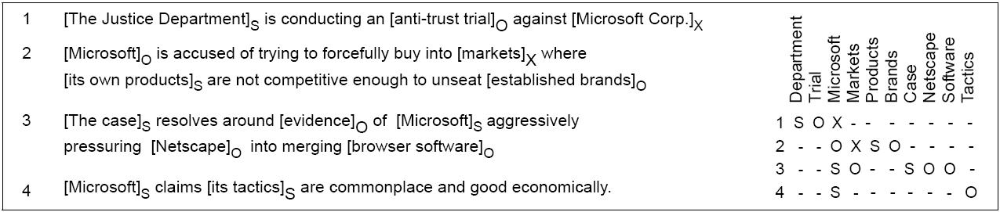 1 [The Justice Department]S is conducting an [anti-trust trial]O against [Microsoft Corp.]X
2 [Microsoft]O is accused of trying to forcefully buy into [markets]X where
[its own products]S are not competitive enough to unseat [established brands]O
3 [The case]S resolves around [evidence]O of [Microsoft]S aggressively
pressuring [Netscape]O into merging [browser software]O
4 [Microsoft]S claims [its tactics]S are commonplace and good economically.
Department
Trial
Microsoft
Markets
Products
Brands
Case
Netscape
Software
Tactics
1 S O X - - - - - - -
2 - - O X S O - - - -
3 - - S O - - S O O -
4 - - S - - - - - - O